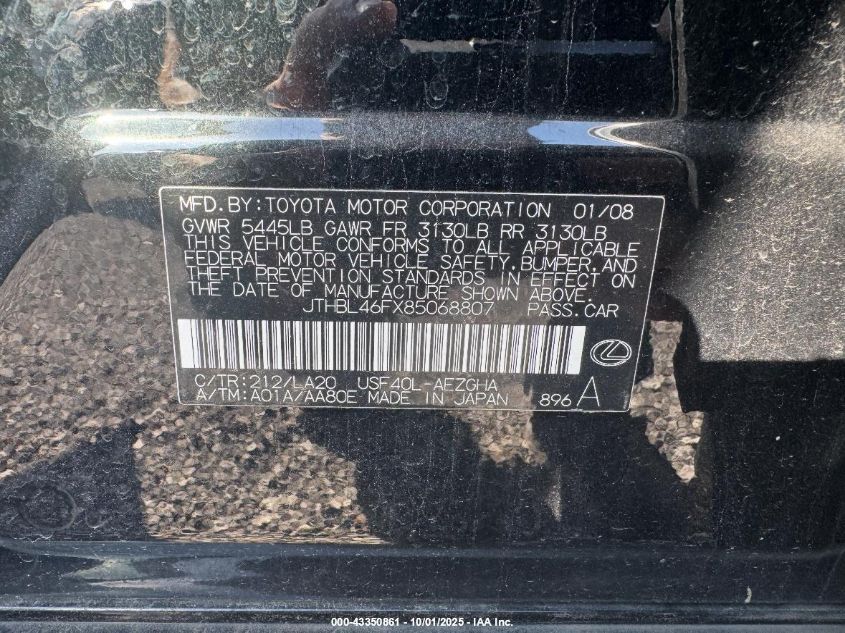 MFD. BY: TOYOTA MOTOR CORPORATION 01/08
GVWR 5445LB GAWR FR 3130LB RR 3130LB
THIS VEHICLE CONFORMS TO ALL APPLICABLE
FEDERAL MOTOR VEHICLE SAFETY, BUMPER, AND
THEFT PREVENTION STANDARDS IN EFFECT ON
THE DATE OF MANUFACTURE SHOWN ABOVE.
JTHBL46FX85068807 PASS. CAR
C/TR: 212/LA20 USF40L-AEZGHA
A/TM: A01A/AA80E MADE IN JAPAN 896 A
000-43350861 - 10/01/2025 - IAA Inc.